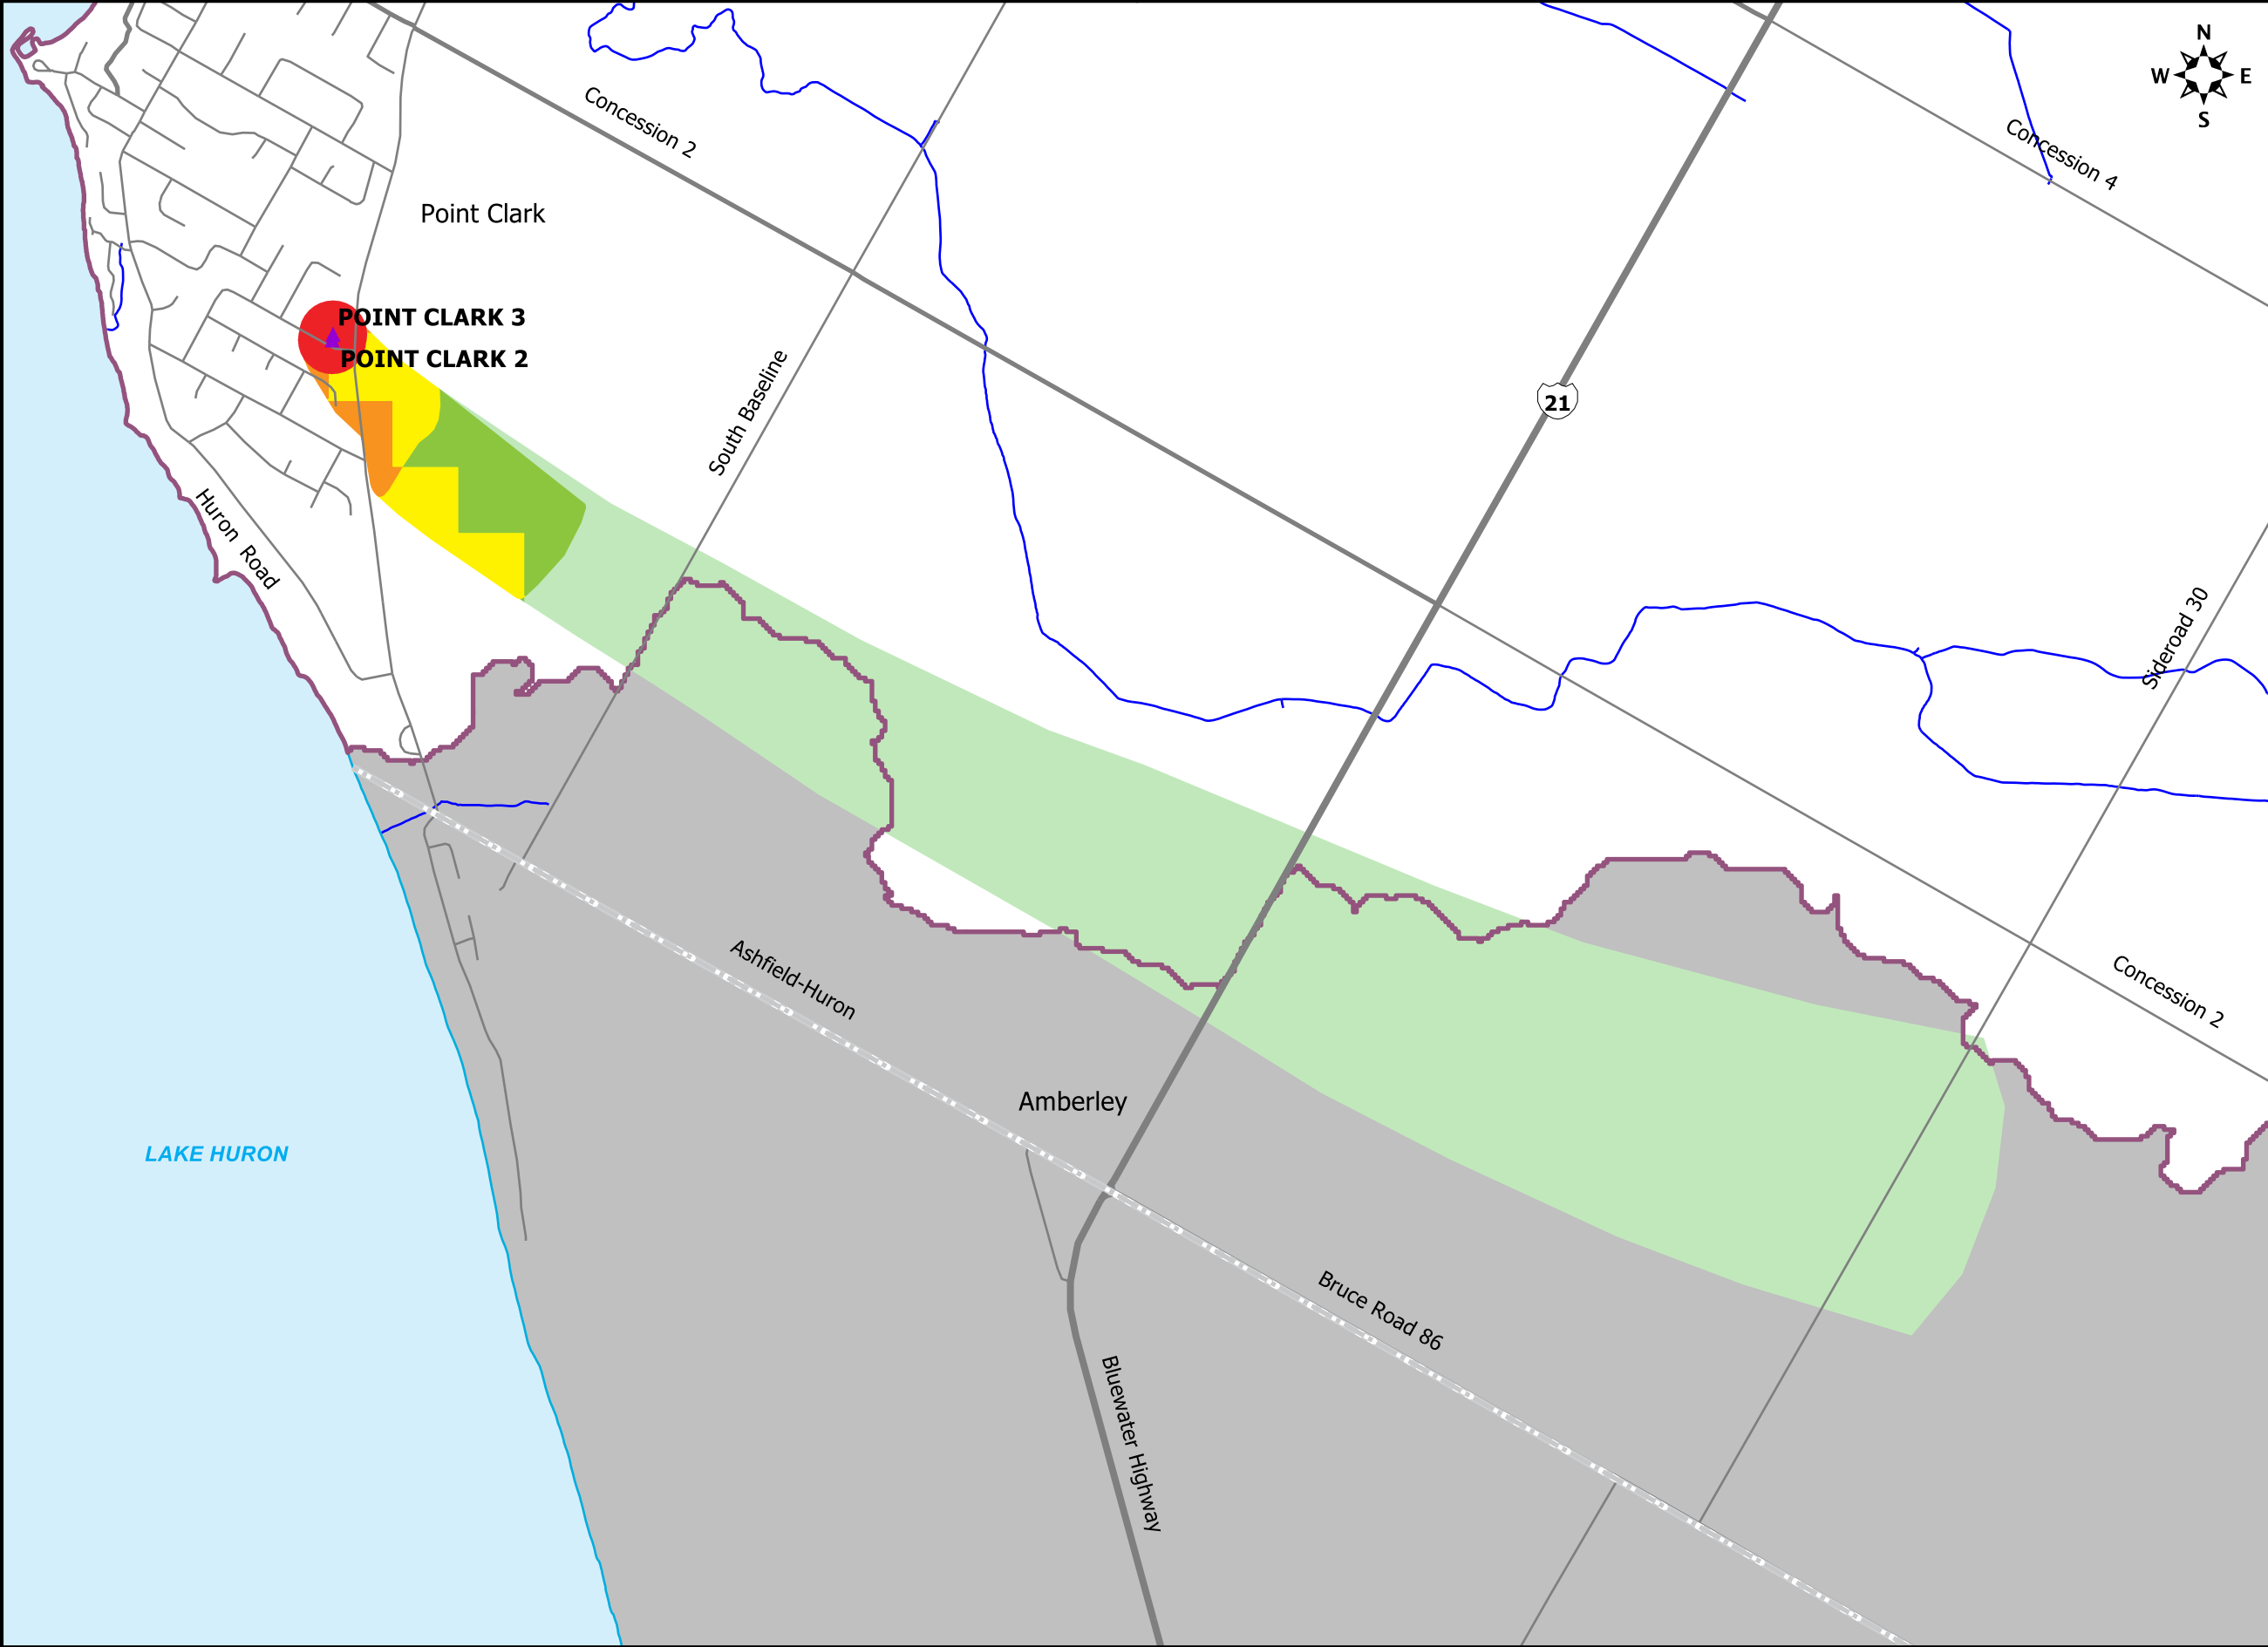 N
W E
S
Concession 2
Concession 4
Point Clark
POINT CLARK 3
POINT CLARK 2
South Baseline
21
Huron Road
Sideroad 30
Ashfield-Huron
Concession 2
Amberley
LAKE HURON
Bruce Road 86
Bluewater Highway